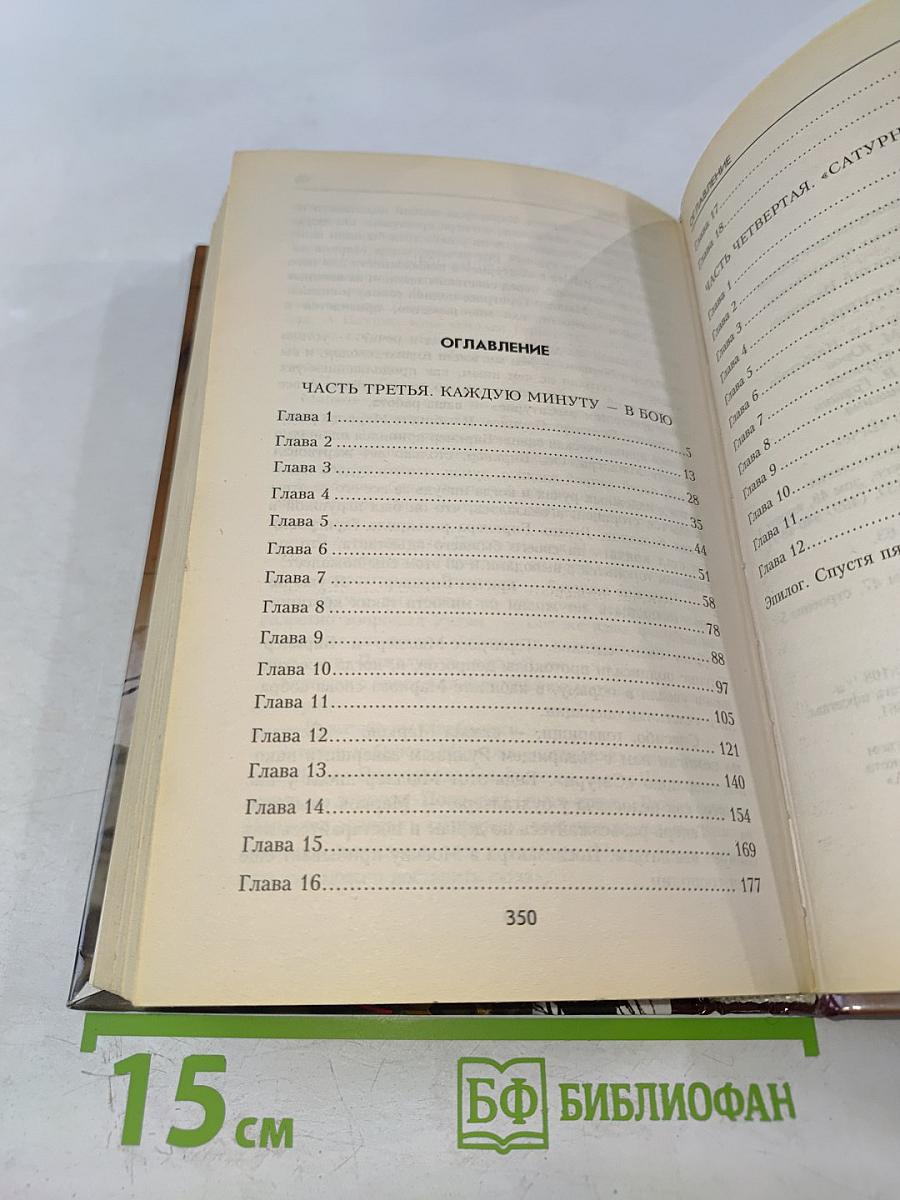 ОГЛАВЛЕНИЕ
ЧАСТЬ ТРЕТЬЯ. КАЖДУЮ МИНУТУ – В БОЮ
Глава 1 ........ 5
Глава 2 ........ 13
Глава 3 ........ 28
Глава 4 ........ 35
Глава 5 ........ 44
Глава 6 ........ 51
Глава 7 ........ 58
Глава 8 ........ 78
Глава 9 ........ 88
Глава 10 ........ 97
Глава 11 ........ 105
Глава 12 ........ 121
Глава 13 ........ 140
Глава 14 ........ 154
Глава 15 ........ 169
Глава 16 ........ 177
350
ОГЛАВЛЕНИЕ
Глава 17
Глава 18
ЧАСТЬ ЧЕТВЕРТАЯ. «САТУРН
Глава 1
Глава 2
Глава 3
Глава 4
Глава 5
Глава 6
Глава 7
Глава 8
Глава 9
Глава 10
Глава 11
Глава 12
Эпилог. Спустя пя
15 см
БФ БИБЛИОФАН